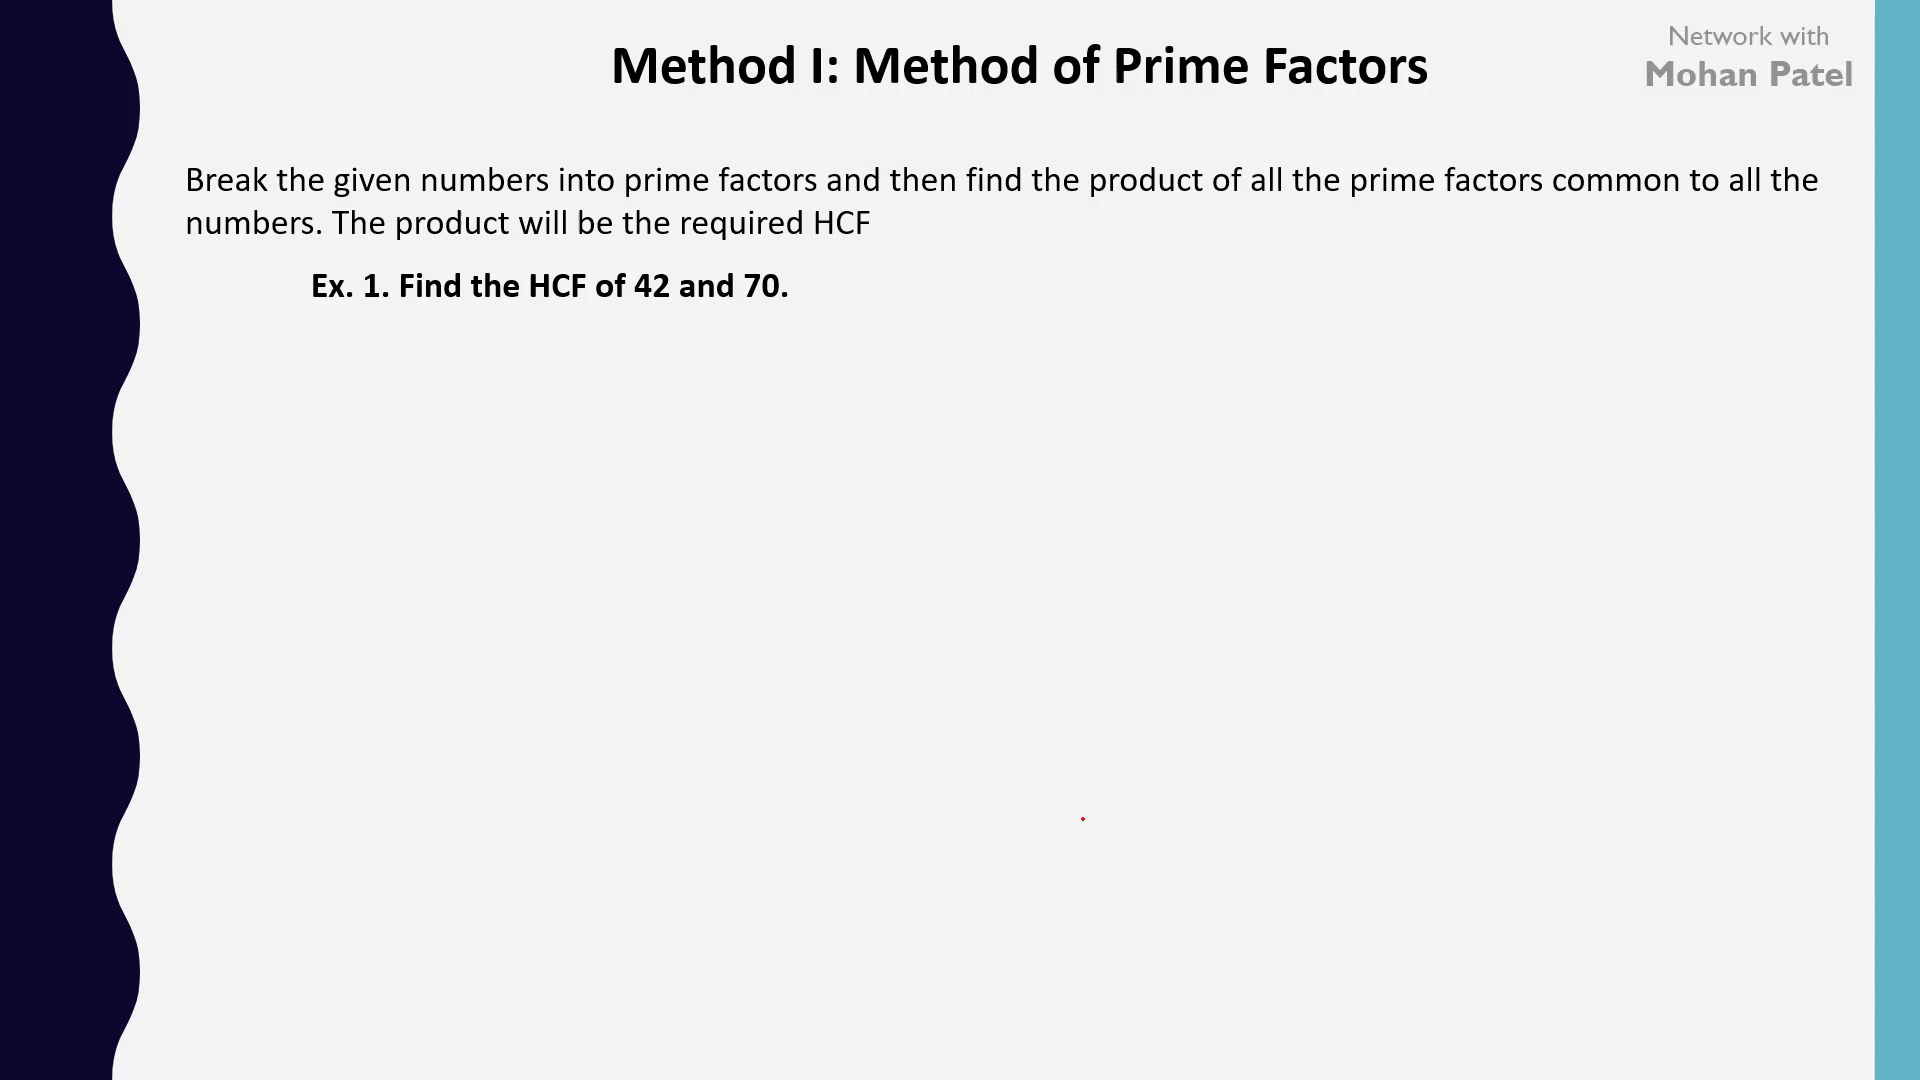 Method I: Method of Prime Factors
Network with
Mohan Patel
Break the given numbers into prime factors and then find the product of all the prime factors common to all the
numbers. The product will be the required HCF
Ex. 1. Find the HCF of 42 and 70.